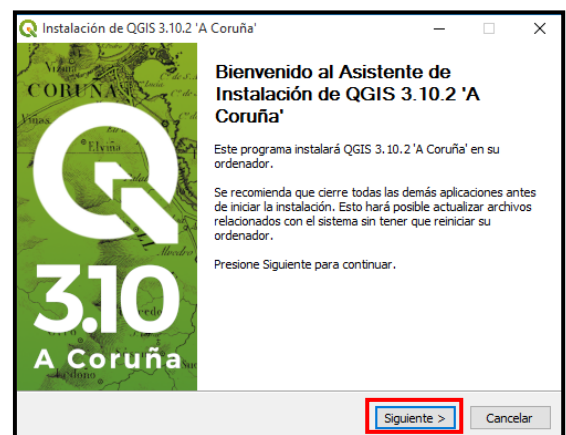 Instalación de QGIS 3.10.2 'A Coruña'
Bienvenido al Asistente de
Instalación de QGIS 3.10.2 'A
Coruña'
Este programa instalará QGIS 3.10.2 'A Coruña' en su
ordenador.
Se recomienda que cierre todas las demás aplicaciones antes
de iniciar la instalación. Esto hará posible actualizar archivos
relacionados con el sistema sin tener que reiniciar su
ordenador.
Presione Siguiente para continuar.
CORUÑA
Elviña
3.10
A Coruña
Siguiente >
Cancelar